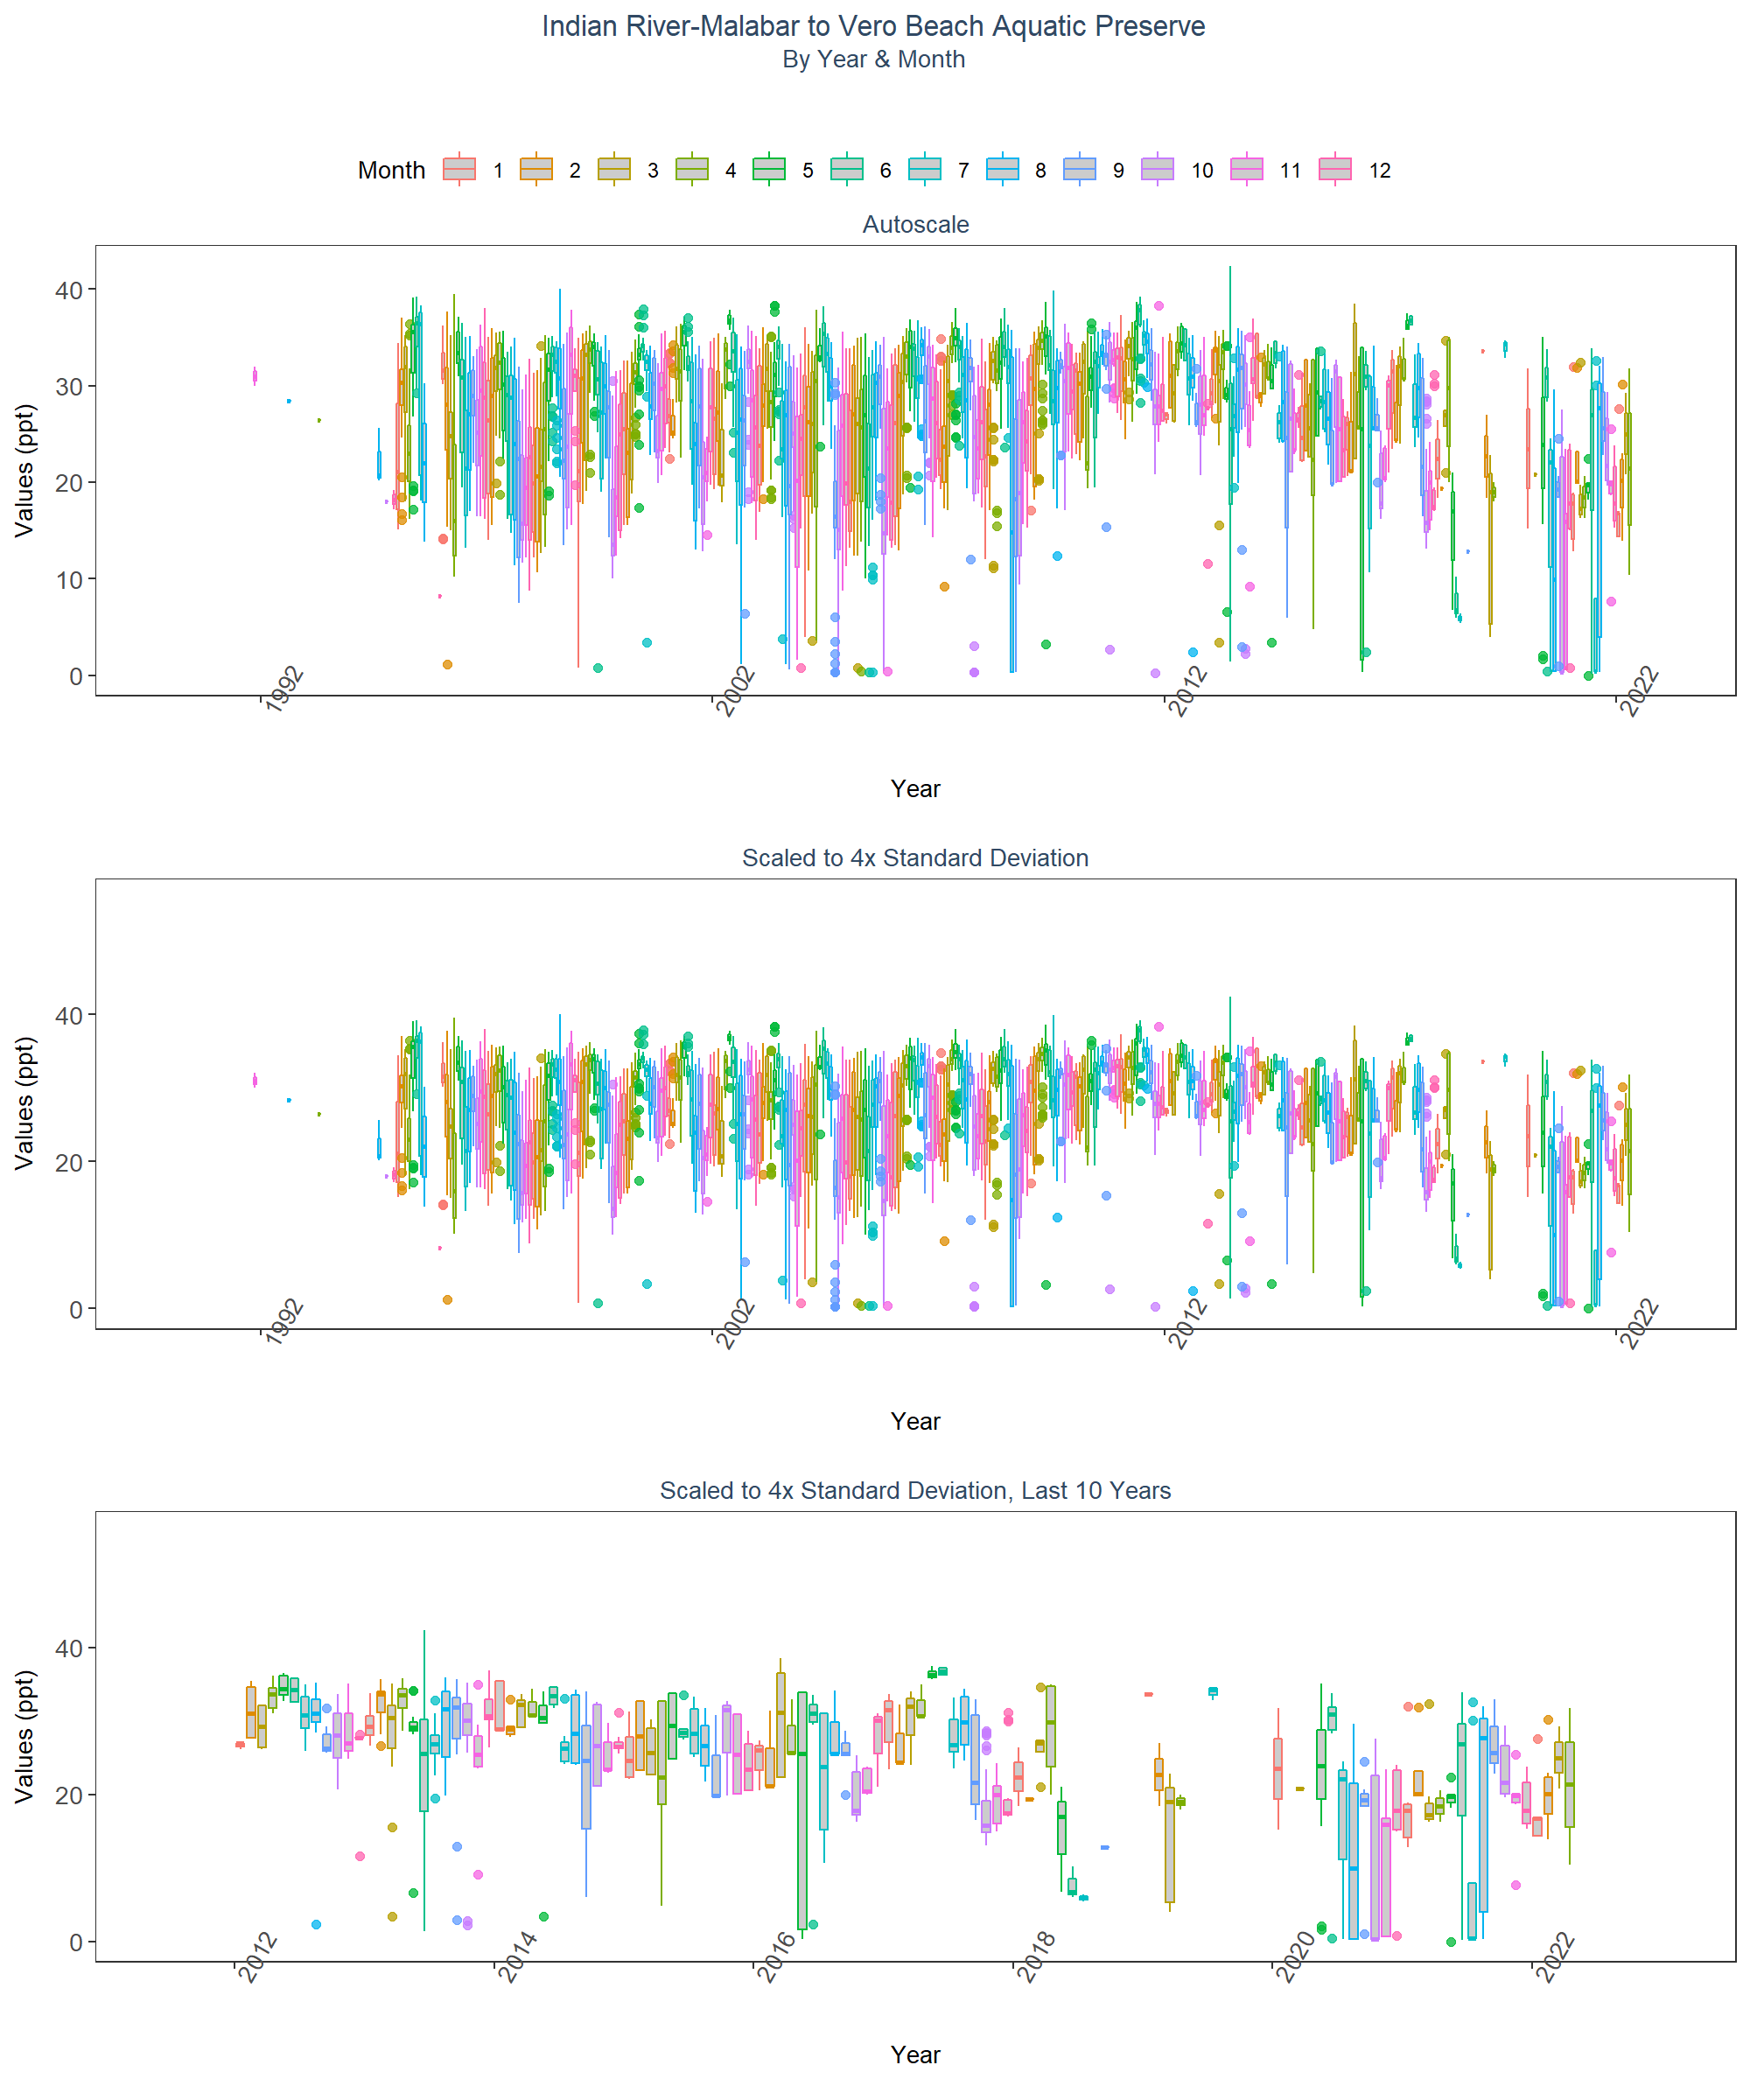 Indian River-Malabar to Vero Beach Aquatic Preserve
By Year & Month
Month 1 2 3 4 5 6 7 8 9 10 11 12
Autoscale
Values (ppt)
40
30
20
10
0
1992 2002 2012 2022
Year
Scaled to 4x Standard Deviation
Values (ppt)
40
20
0
1992 2002 2012 2022
Year
Scaled to 4x Standard Deviation, Last 10 Years
Values (ppt)
40
20
0
2012 2014 2016 2018 2020 2022
Year